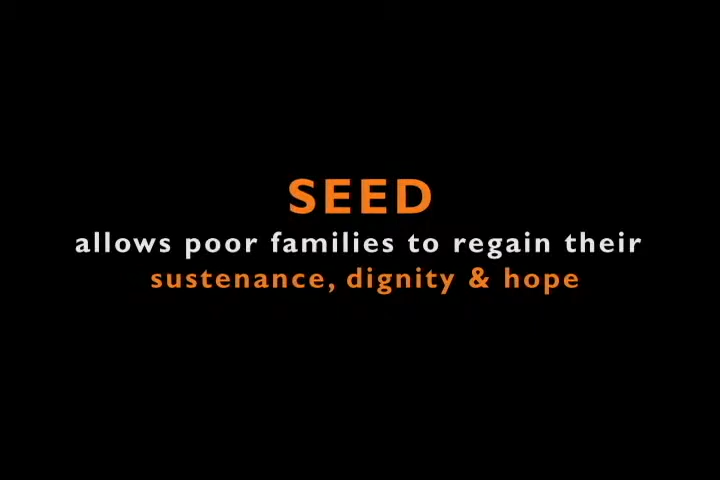 SEED
allows poor families to regain their
sustenance, dignity & hope